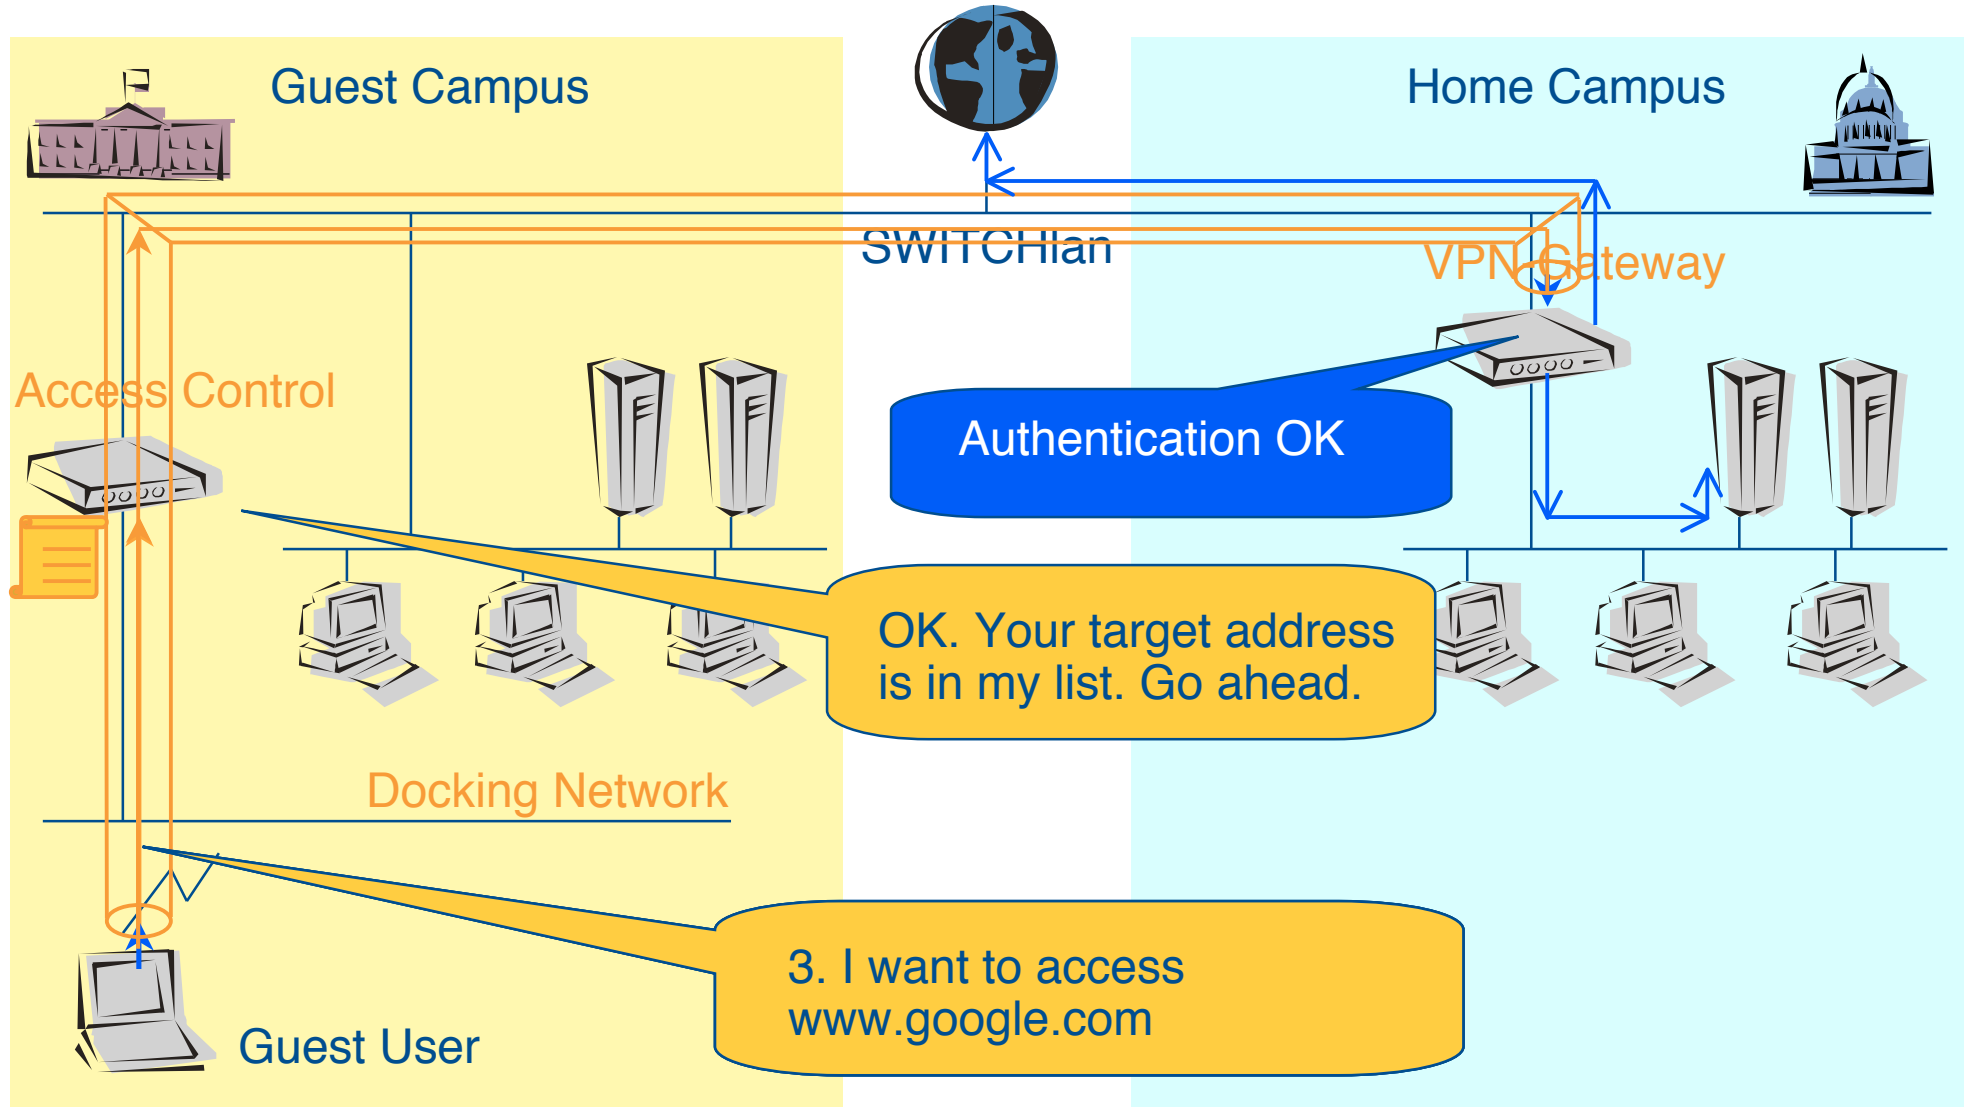 Guest Campus
Home Campus
SWITCHlan
VPN-Gateway
Access Control
Authentication OK
OK. Your target address
is in my list. Go ahead.
Docking Network
3. I want to access
www.google.com
Guest User